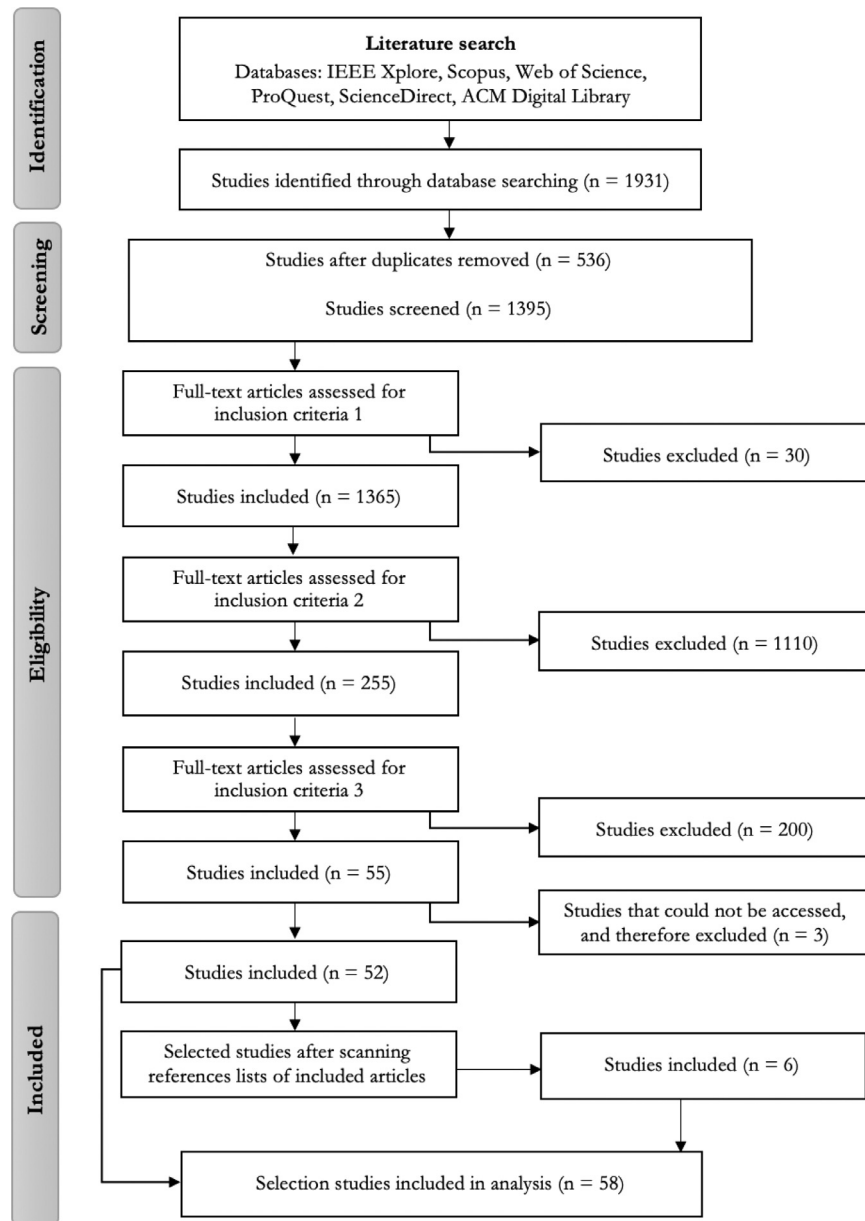 Identification
Literature search
Databases: IEEE Xplore, Scopus, Web of Science,
ProQuest, ScienceDirect, ACM Digital Library
Studies identified through database searching (n = 1931)
Screening
Studies after duplicates removed (n = 536)
Studies screened (n = 1395)
Eligibility
Full-text articles assessed for
inclusion criteria 1
Studies excluded (n = 30)
Studies included (n = 1365)
Full-text articles assessed for
inclusion criteria 2
Studies excluded (n = 1110)
Studies included (n = 255)
Full-text articles assessed for
inclusion criteria 3
Studies excluded (n = 200)
Studies included (n = 55)
Studies that could not be accessed,
and therefore excluded (n = 3)
Included
Studies included (n = 52)
Selected studies after scanning
references lists of included articles
Studies included (n = 6)
Selection studies included in analysis (n = 58)